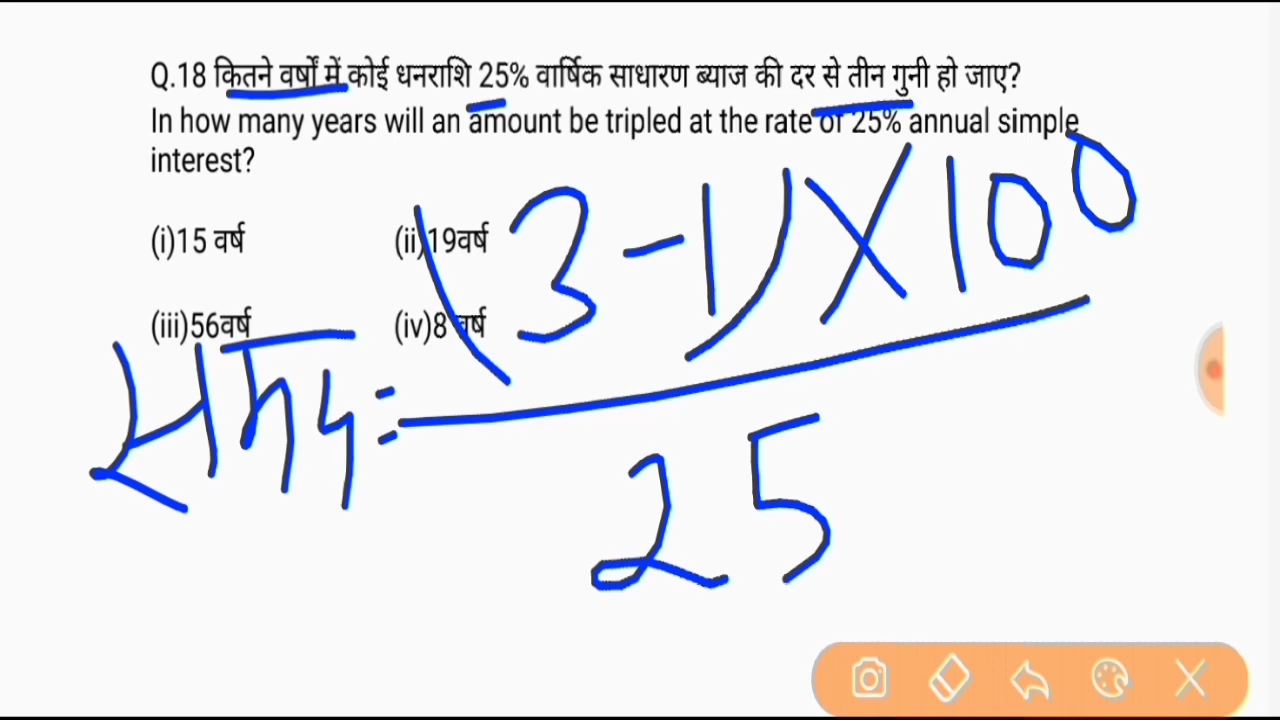 Q.18 कितने वर्षों में कोई धनराशि 25% वार्षिक साधारण ब्याज की दर से तीन गुनी हो जाए?
In how many years will an amount be tripled at the rate of 25% annual simple
interest?
(i)15 वर्ष (ii)19वर्ष
(iii)56वर्ष (iv)8 वर्ष
समय = (3-1)×100
25